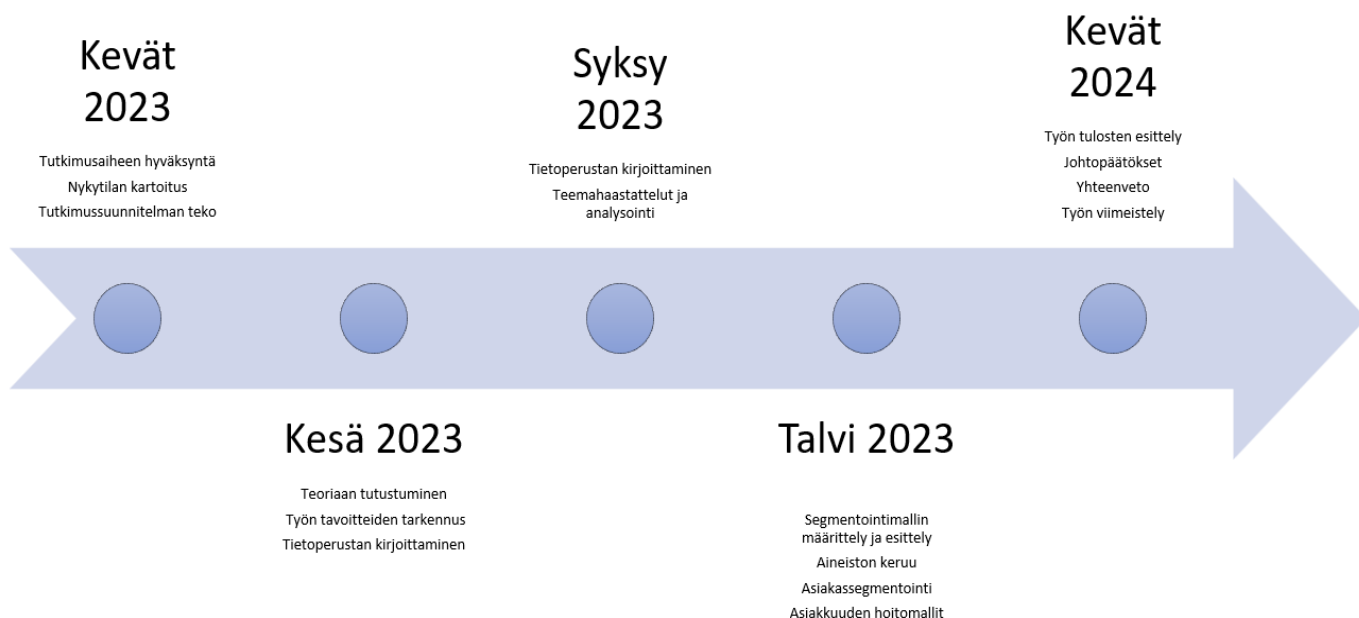 Kevät
2023
Tutkimusaiheen hyväksyntä
Nykytilan kartoitus
Tutkimussuunnitelman teko
Kesä 2023
Teoriaan tutustuminen
Työn tavoitteiden tarkennus
Tietoperustan kirjoittaminen
Syksy
2023
Tietoperustan kirjoittaminen
Teemahaastattelut ja
analysointi
Talvi 2023
Segmentointimallin
määrittely ja esittely
Aineiston keruu
Asiakassegmentointi
Asiakkuuden hoitomallit
Kevät
2024
Työn tulosten esittely
Johtopäätökset
Yhteenveto
Työn viimeistely